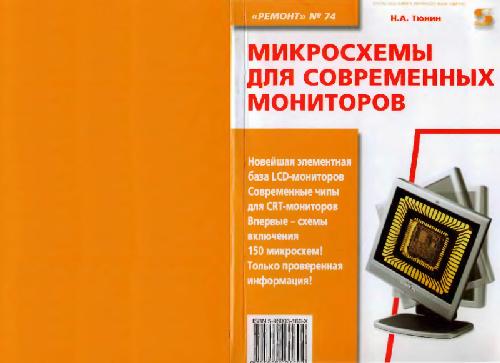 «РЕМОНТ» № 74
Н.А. Тюнин
МИКРОСХЕМЫ
ДЛЯ СОВРЕМЕННЫХ
МОНИТОРОВ
Новейшая элементная
база LCD-мониторов
Современные чипы
для CRT-мониторов
Впервые – схемы
включения
150 микросхем!
Только проверенная
информация!